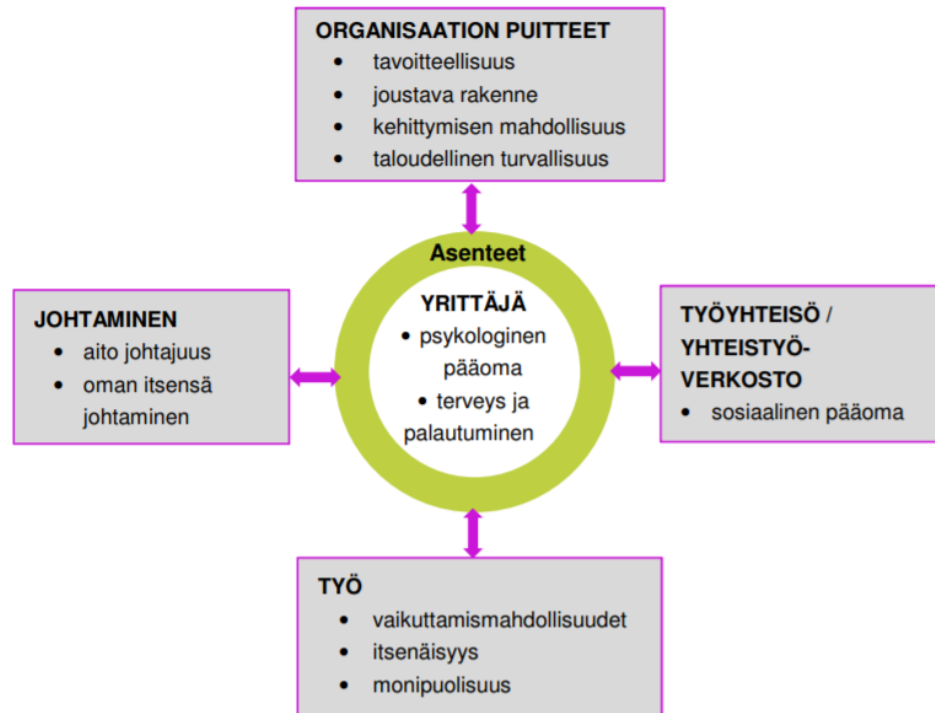 ORGANISAATION PUITTEET
• tavoitteellisuus
• joustava rakenne
• kehittymisen mahdollisuus
• taloudellinen turvallisuus
Asenteet
YRITTÄJÄ
• psykologinen
pääoma
• terveys ja
palautuminen
JOHTAMINEN
• aito johtajuus
• oman itsensä
johtaminen
TYÖYHTEISÖ /
YHTEISTYÖ-
VERKOSTO
• sosiaalinen pääoma
TYÖ
• vaikuttamismahdollisuudet
• itsenäisyys
• monipuolisuus